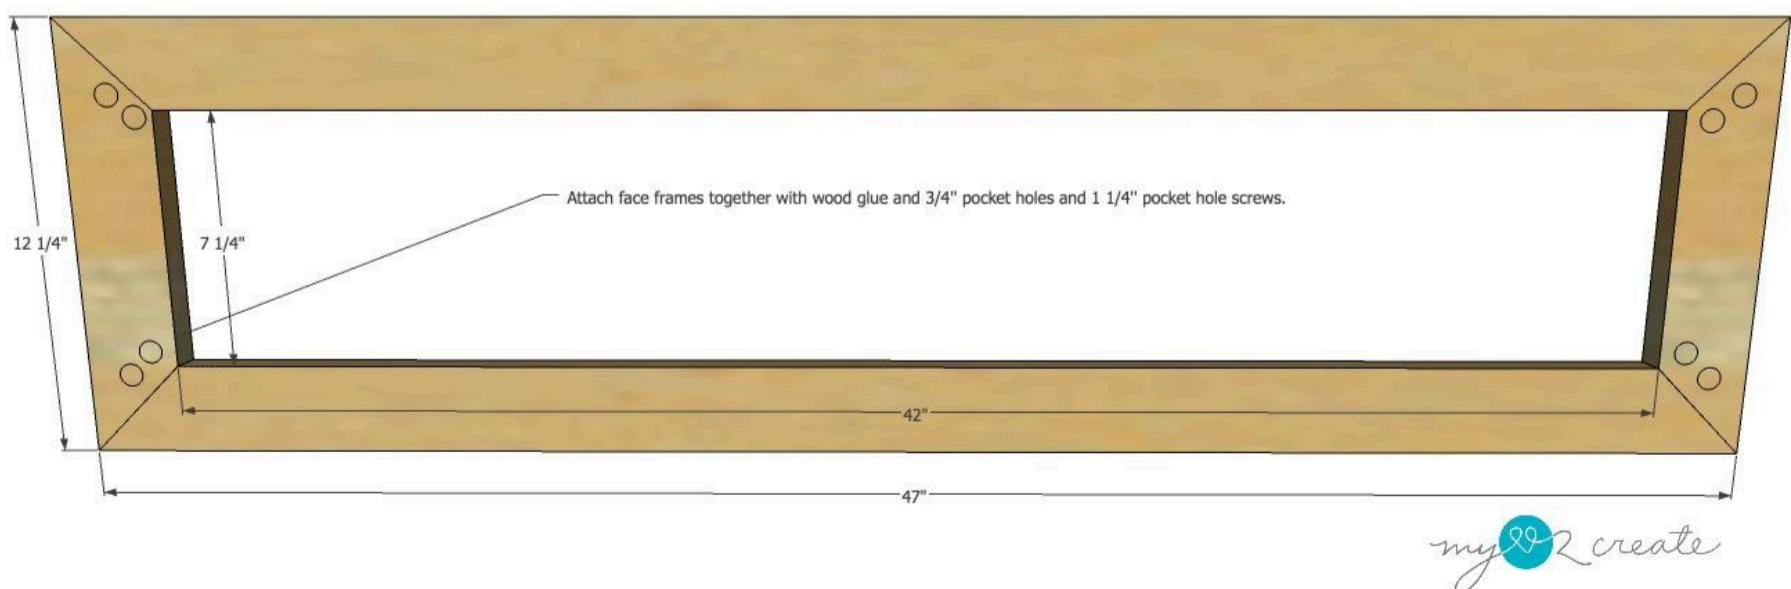 Attach face frames together with wood glue and 3/4" pocket holes and 1 1/4" pocket hole screws.
12 1/4"
7 1/4"
42"
47"
my 2 create